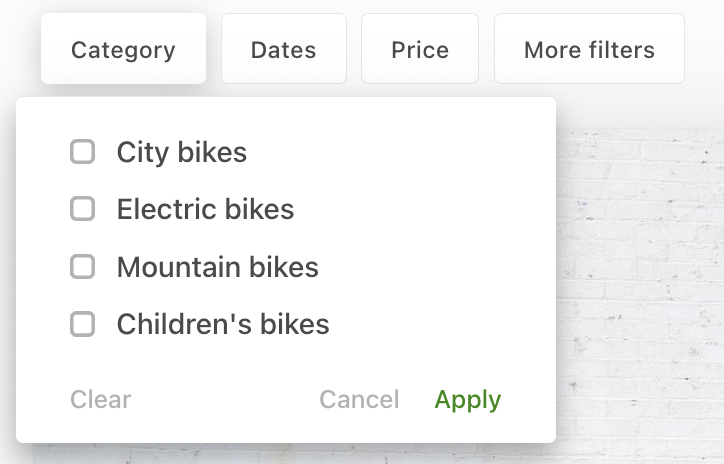 Category Dates Price More filters
City bikes
Electric bikes
Mountain bikes
Children's bikes
Clear Cancel Apply